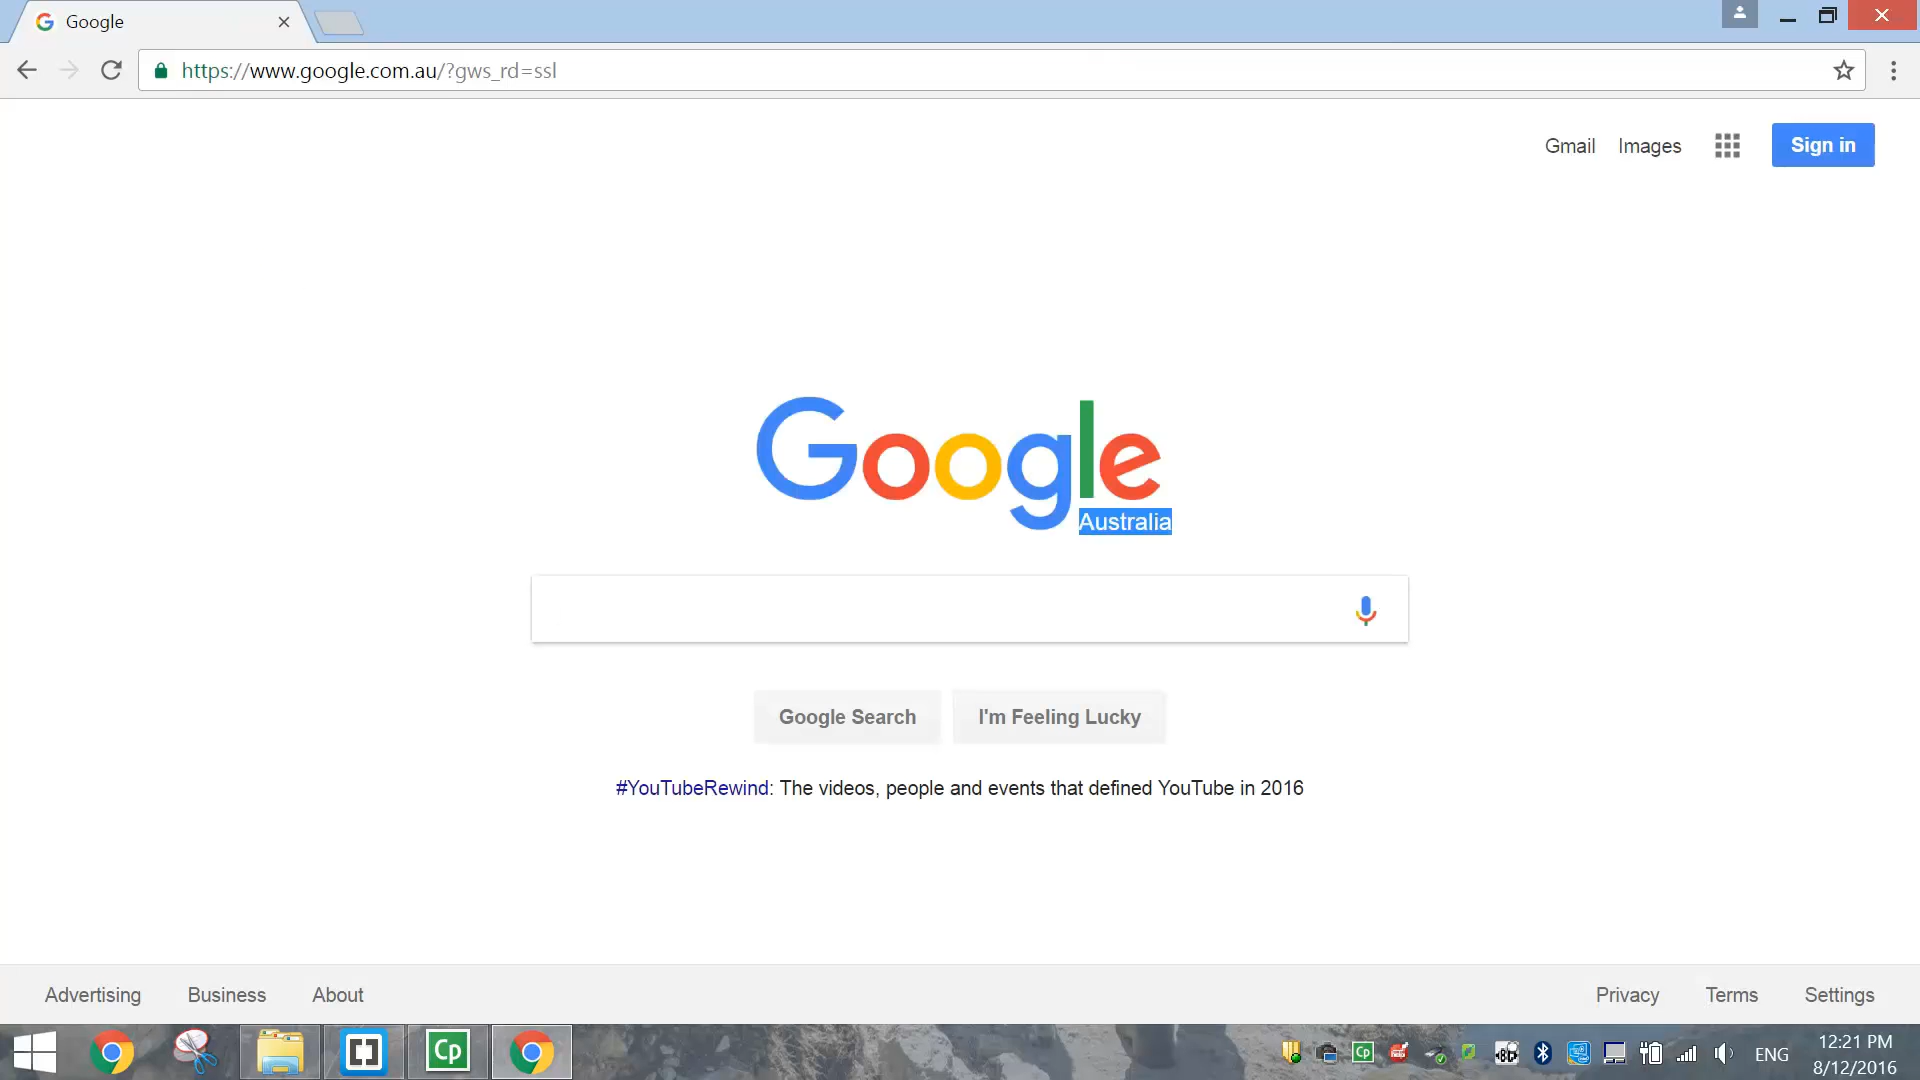 Google
https://www.google.com.au/?gws_rd=ssl
Gmail Images Sign in
Google
Australia
Google Search I'm Feeling Lucky
#YouTubeRewind: The videos, people and events that defined YouTube in 2016
Advertising Business About Privacy Terms Settings
Cp
Cp
ENG
12:21 PM
8/12/2016